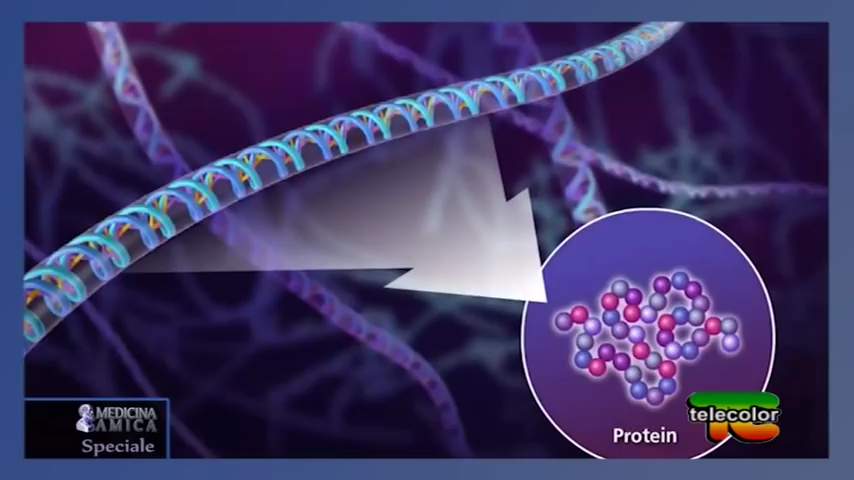 Protein
telecolor
MEDICINA
AMICA
Speciale